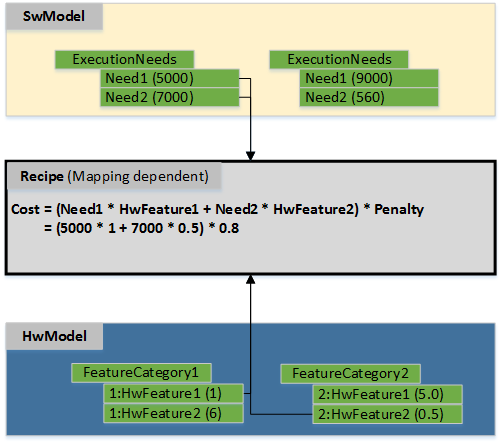 SwModel
ExecutionNeeds
Need1 (5000)
Need2 (7000)
ExecutionNeeds
Need1 (9000)
Need2 (560)
Recipe (Mapping dependent)
Cost = (Need1 * HwFeature1 + Need2 * HwFeature2) * Penalty
= (5000 * 1 + 7000 * 0.5) * 0.8
HwModel
FeatureCategory1
1:HwFeature1 (1)
1:HwFeature2 (6)
FeatureCategory2
2:HwFeature1 (5.0)
2:HwFeature2 (0.5)